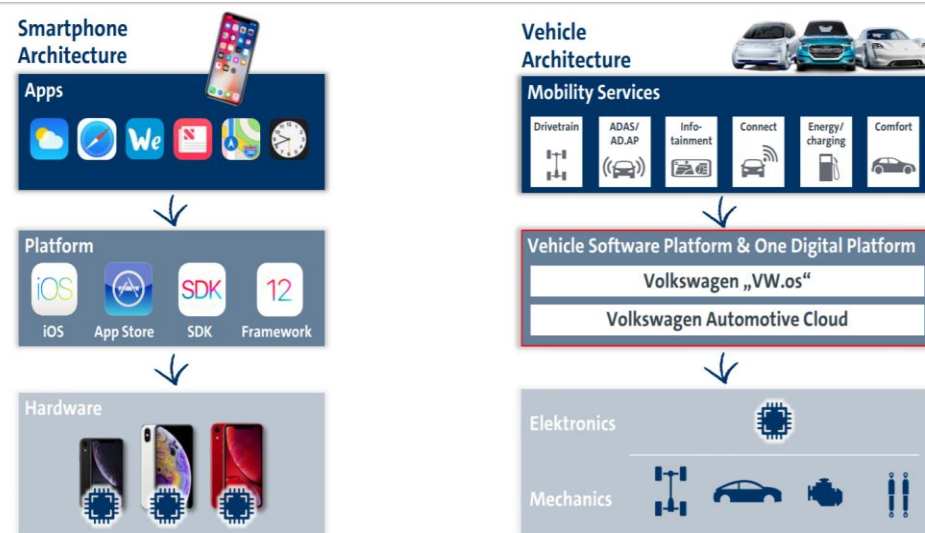 Smartphone
Architecture
Apps
We
Platform
iOS
SDK
12
iOS
App Store
SDK
Framework
Hardware
Vehicle
Architecture
Mobility Services
Drivetrain
ADAS/
AD.AP
Info-
tainment
Connect
Energy/
charging
Comfort
Vehicle Software Platform & One Digital Platform
Volkswagen „VW.os“
Volkswagen Automotive Cloud
Elektronics
Mechanics